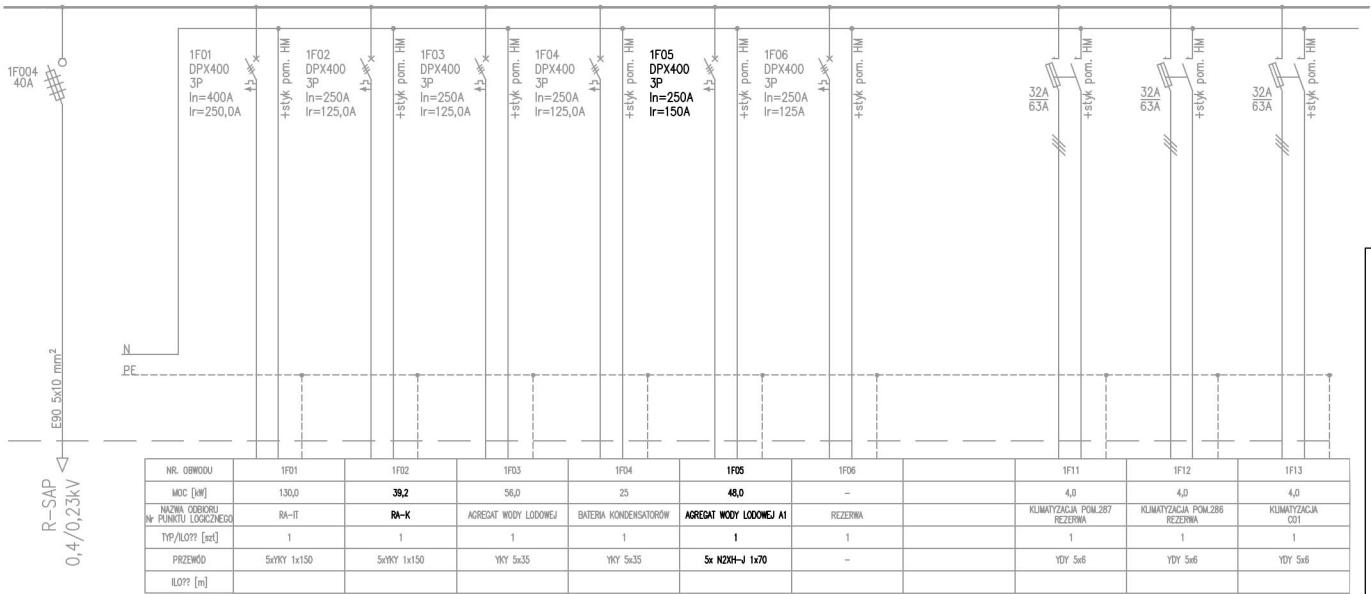 1F004
40A
E90 5x10 mm²
R-SAP
0,4/0,23kV
N
PE
1F01
DPX400
3P
In=400A
Ir=250,0A
+styk pom. HM
1F02
DPX400
3P
In=250A
Ir=125,0A
+styk pom. HM
1F03
DPX400
3P
In=250A
Ir=125,0A
+styk pom. HM
1F04
DPX400
3P
In=250A
Ir=125,0A
+styk pom. HM
1F05
DPX400
3P
In=250A
Ir=150A
+styk pom. HM
1F06
DPX400
3P
In=250A
Ir=125A
+styk pom. HM
32A
63A
+styk pom. HM
32A
63A
+styk pom. HM
32A
63A
+styk pom. HM
NR. OBWODU 1F01 1F02 1F03 1F04 1F05 1F06 1F11 1F12 1F13
MOC [kW] 130,0 39,2 56,0 25 48,0 - 4,0 4,0 4,0
NAZWA ODBIORU
Nr PUNKTU LOGICZNEGO
RA-IT
RA-K
AGREGAT WODY LODOWEJ
BATERIA KONDENSATORÓW
AGREGAT WODY LODOWEJ A1
REZERWA
KLIMATYZACJA POM.287
REZERWA
KLIMATYZACJA POM.286
REZERWA
KLIMATYZACJA
C01
TYP/ILO?? [szt] 1 1 1 1 1 1 1 1 1
PRZEWÓD 5xYKY 1x150 5xYKY 1x150 YKY 5x35 YKY 5x35 5x N2XH-J 1x70 - YDY 5x6 YDY 5x6 YDY 5x6
ILO?? [m]